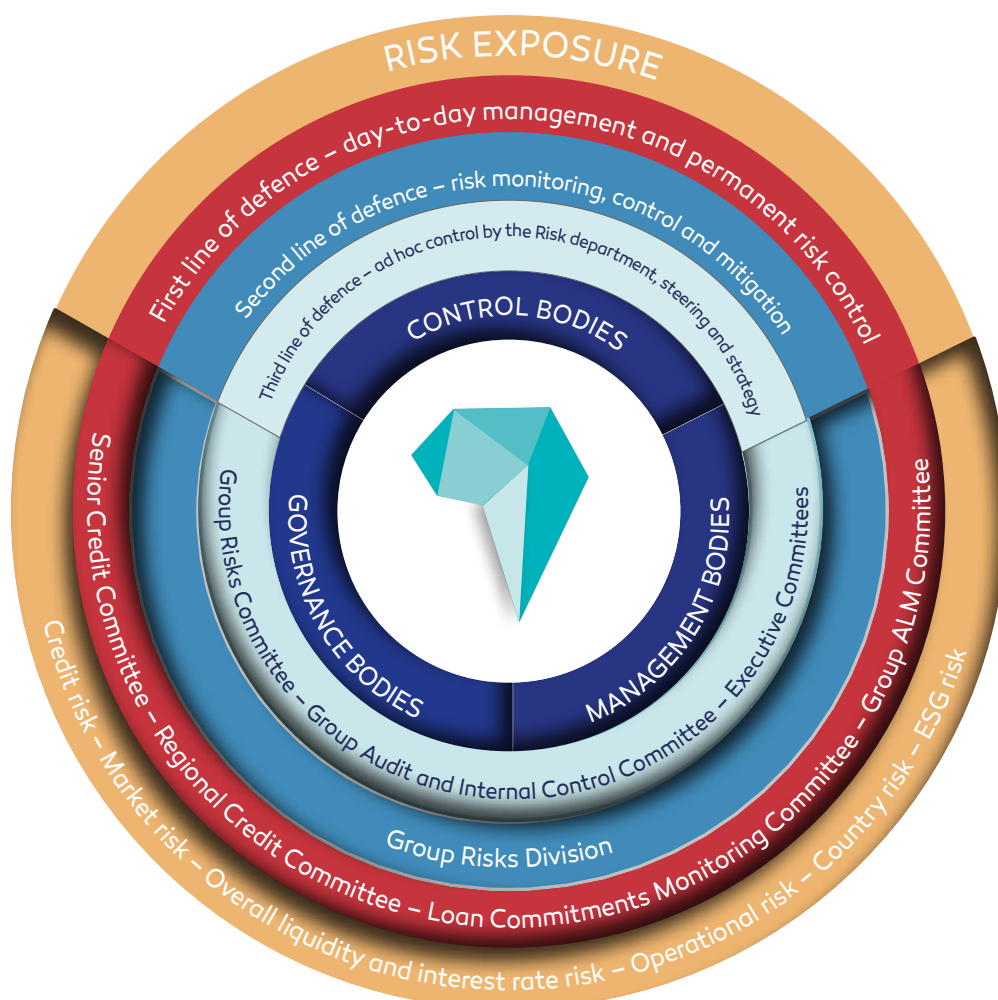 RISK EXPOSURE
First line of defence – day-to-day management and permanent risk control
Second line of defence – risk monitoring, control and mitigation
Third line of defence – ad hoc control by the Risk department, steering and strategy
CONTROL BODIES
GOVERNANCE BODIES
MANAGEMENT BODIES
Group Risks Committee – Group Audit and Internal Control Committee – Executive Committees
Group Risks Division
Senior Credit Committee – Regional Credit Committee – Loan Commitments Monitoring Committee – Group ALM Committee
Credit risk – Market risk – Overall liquidity and interest rate risk – Operational risk – Country risk – ESG risk